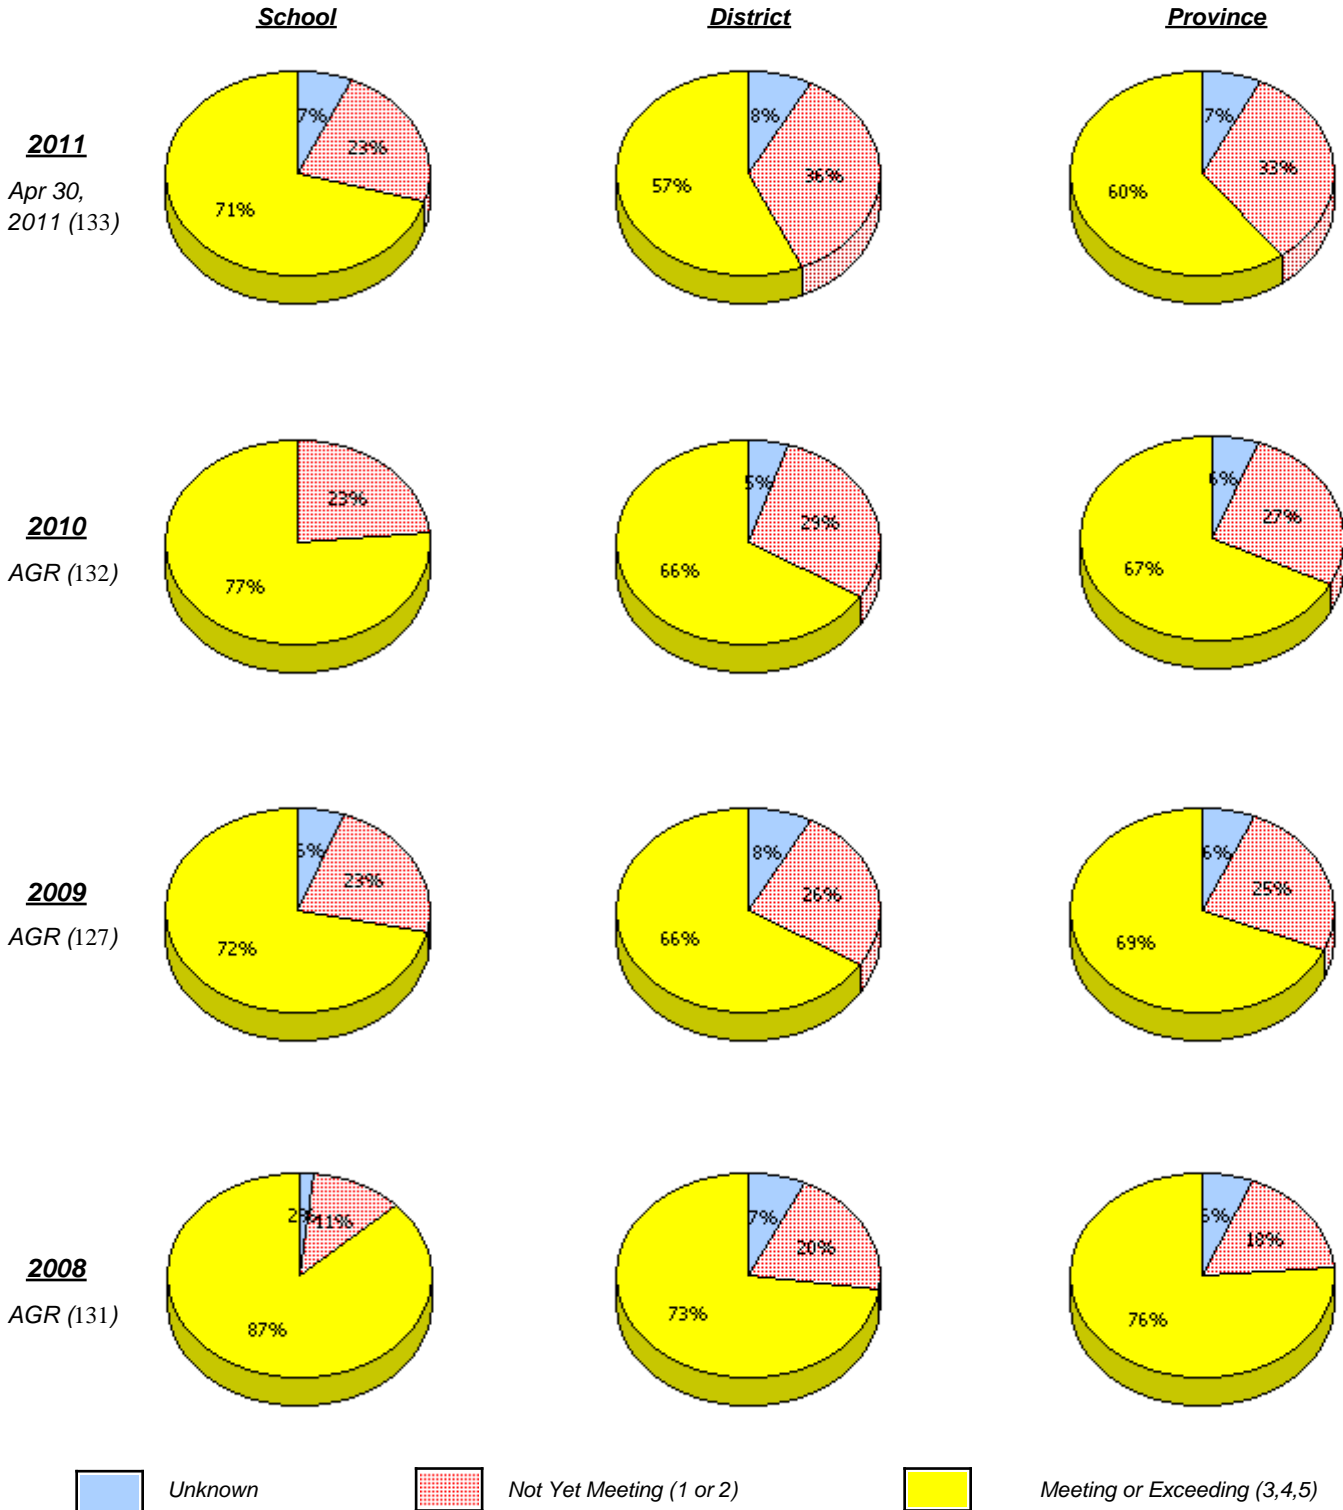 School District Province
2011
Apr 30,
2011 (133)
7% 23% 71%
8% 36% 57%
7% 33% 60%
2010
AGR (132)
23% 77%
5% 29% 66%
6% 27% 67%
2009
AGR (127)
23% 72%
8% 26% 66%
6% 25% 69%
2008
AGR (131)
2% 11% 87%
7% 20% 73%
18% 76%
Unknown Not Yet Meeting (1 or 2) Meeting or Exceeding (3,4,5)